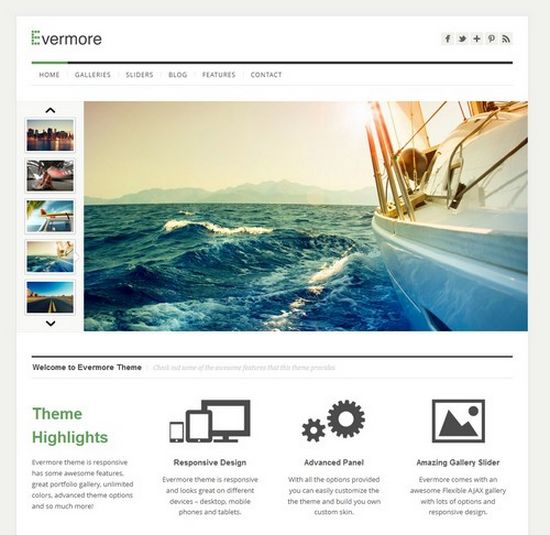 Evermore
HOME GALLERIES SLIDERS BLOG FEATURES CONTACT
Welcome to Evermore Theme Check out some of the awesome features that this theme provides
Theme
Highlights
Evermore theme is responsive
has some awesome features,
great portfolio gallery, unlimited
colors, advanced theme options
and so much more!
Responsive Design
Evermore theme is responsive
and looks great on different
devices – desktop, mobile
phones and tablets.
Advanced Panel
With all the options provided
you can easily customize the
the theme and build you own
custom skin.
Amazing Gallery Slider
Evermore comes with an
awesome Flexible AJAX gallery
with lots of options and
responsive design.